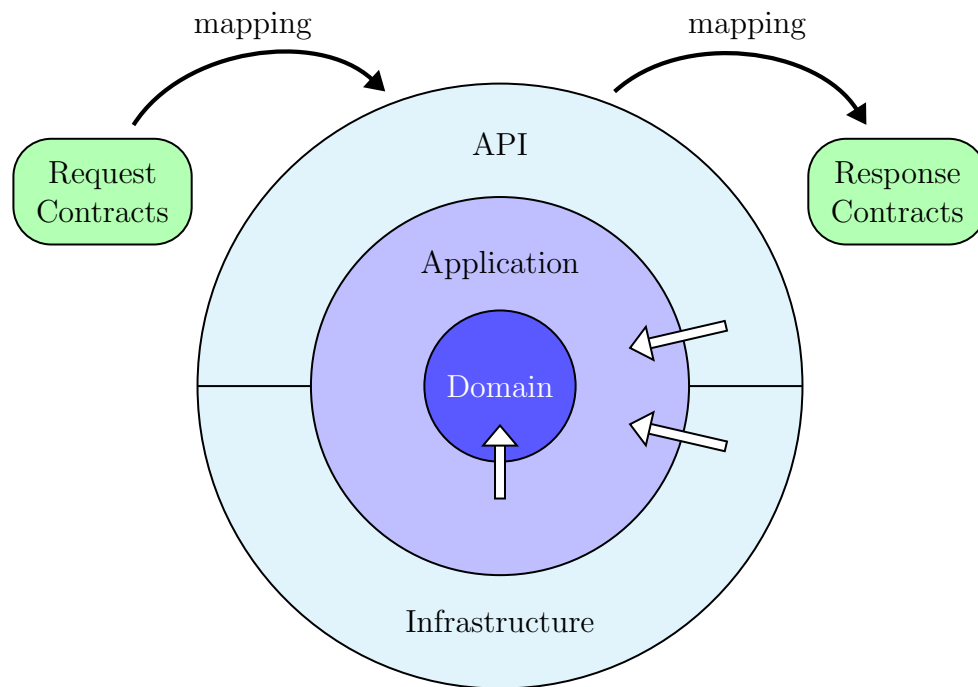 mapping
mapping
API
Request
Contracts
Response
Contracts
Application
Domain
Infrastructure